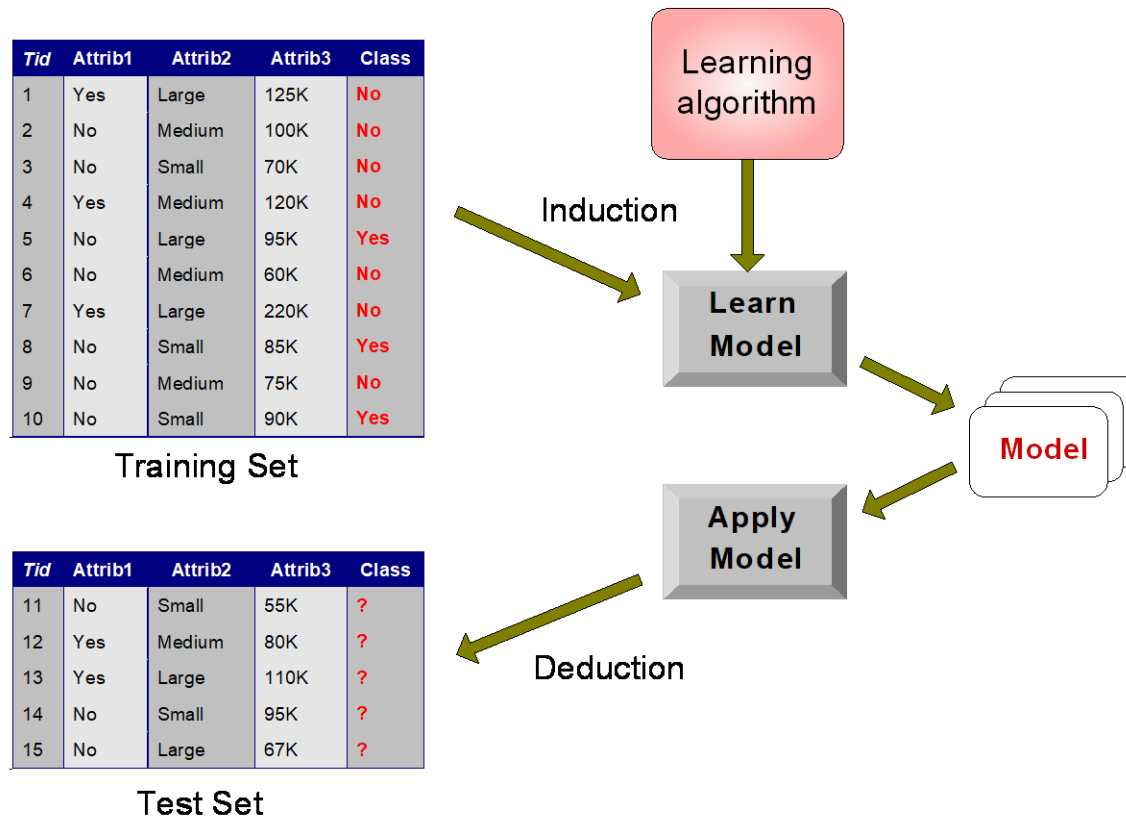 Tid Attrib1 Attrib2 Attrib3 Class
1 Yes Large 125K No
2 No Medium 100K No
3 No Small 70K No
4 Yes Medium 120K No
5 No Large 95K Yes
6 No Medium 60K No
7 Yes Large 220K No
8 No Small 85K Yes
9 No Medium 75K No
10 No Small 90K Yes
Training Set
Learning
algorithm
Induction
Learn
Model
Model
Apply
Model
Deduction
Tid Attrib1 Attrib2 Attrib3 Class
11 No Small 55K ?
12 Yes Medium 80K ?
13 Yes Large 110K ?
14 No Small 95K ?
15 No Large 67K ?
Test Set